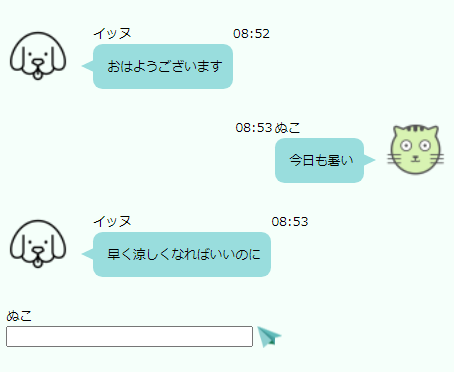 イッヌ 08:52
おはようございます
08:53 ぬこ
今日も暑い
イッヌ 08:53
早く涼しくなればいいのに
ぬこ